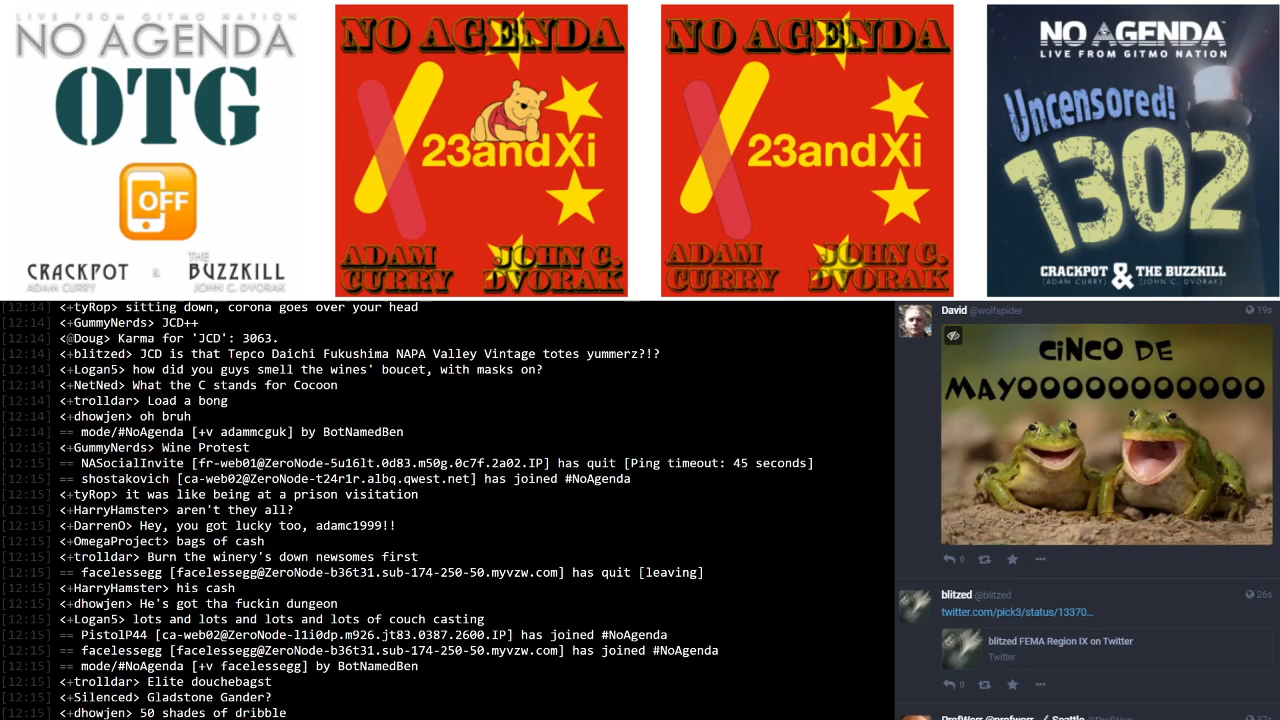 LIVE FROM GITMO NATION
NO AGENDA
OTG
OFF
CRACKPOT & THE BUZZKILL
ADAM CURRY JOHN C. DVORAK
NO AGENDA
23andXi
ADAM CURRY
JOHN C. DVORAK
NO AGENDA
23andXi
ADAM CURRY
JOHN C. DVORAK
NO AGENDA
LIVE FROM GITMO NATION
Uncensored!
1302
CRACKPOT & THE BUZZKILL
[ADAM CURRY] [JOHN C. DVORAK]
[12:14] <+tyRop> sitting down, corona goes over your head
[12:14] <+GummyNerds> JCD++
[12:14] <@Doug> Karma for 'JCD': 3063.
[12:14] <+blitzed> JCD is that Tepco Daichi Fukushima NAPA Valley Vintage totes yummerz?!?
[12:14] <+Logan5> how did you guys smell the wines' boucet, with masks on?
[12:14] <+NetNed> What the C stands for Cocoon
[12:14] <+trolldar> Load a bong
[12:14] <+dhowjen> oh bruh
[12:14] == mode/#NoAgenda [+v adammcguk] by BotNamedBen
[12:15] <+GummyNerds> Wine Protest
[12:15] == NASocialInvite [fr-web01@ZeroNode-5u16lt.0d83.m50g.0c7f.2a02.IP] has quit [Ping timeout: 45 seconds]
[12:15] == shostakovich [ca-web02@ZeroNode-t24r1r.albq.qwest.net] has joined #NoAgenda
[12:15] <+tyRop> it was like being at a prison visitation
[12:15] <+HarryHamster> aren't they all?
[12:15] <+DarrenO> Hey, you got lucky too, adamc1999!!
[12:15] <+OmegaProject> bags of cash
[12:15] <+trolldar> Burn the winery's down newsomes first
[12:15] == facelessegg [facelessegg@ZeroNode-b36t31.sub-174-250-50.myvzw.com] has quit [leaving]
[12:15] <+HarryHamster> his cash
[12:15] <+dhowjen> He's got tha fuckin dungeon
[12:15] <+Logan5> lots and lots and lots and lots of couch casting
[12:15] == PistolP44 [ca-web02@ZeroNode-l1i0dp.m926.jt83.0387.2600.IP] has joined #NoAgenda
[12:15] == facelessegg [facelessegg@ZeroNode-b36t31.sub-174-250-50.myvzw.com] has joined #NoAgenda
[12:15] == mode/#NoAgenda [+v facelessegg] by BotNamedBen
[12:15] <+trolldar> Elite douchebagst
[12:15] <+Silenced> Gladstone Gander?
[12:15] <+dhowjen> 50 shades of dribble
David @wolfspider 19s
CiNCO DE
MAYOOOOOOOOOOOO
0
blitzed @blitzed 26s
twitter.com/pick3/status/13370...
blitzed FEMA Region IX on Twitter
Twitter
0